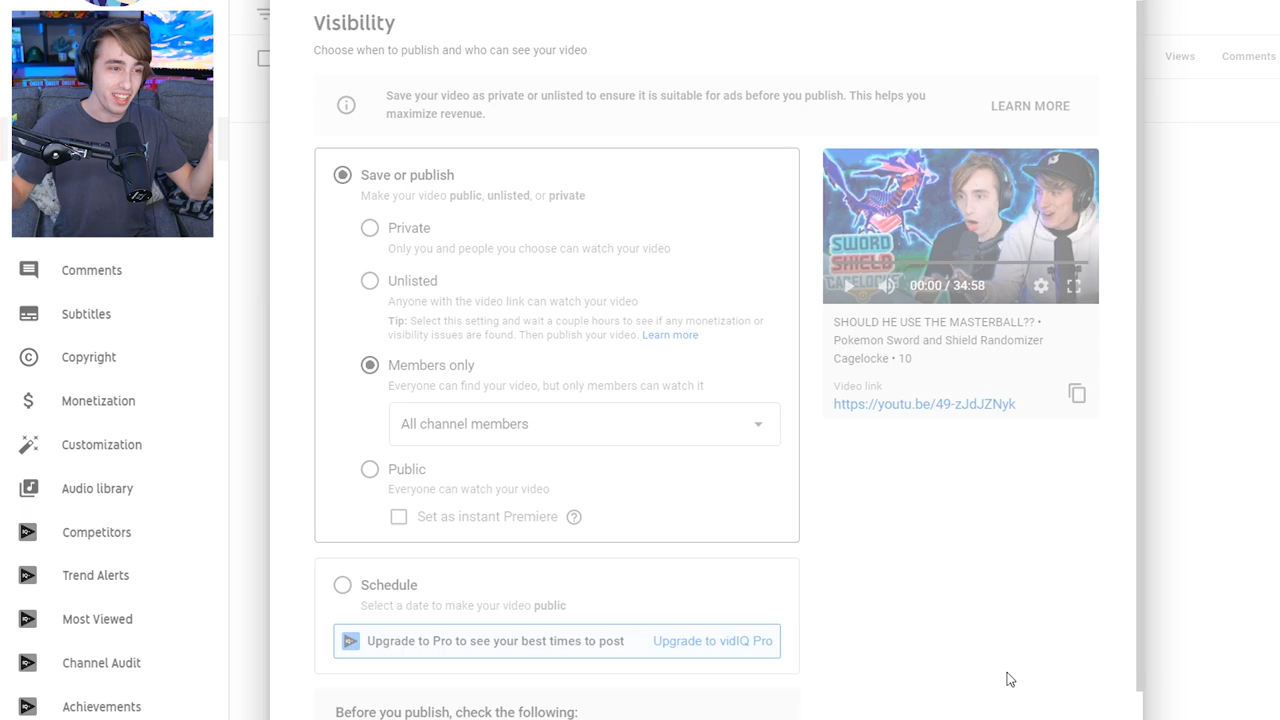 Visibility
Choose when to publish and who can see your video
Views
Comments
Save your video as private or unlisted to ensure it is suitable for ads before you publish. This helps you
maximize revenue.
LEARN MORE
Save or publish
Make your video public, unlisted, or private
Private
Only you and people you choose can watch your video
Unlisted
Anyone with the video link can watch your video
Tip: Select this setting and wait a couple hours to see if any monetization or
visibility issues are found. Then publish your video. Learn more
Members only
Everyone can find your video, but only members can watch it
All channel members
Public
Everyone can watch your video
Set as instant Premiere
Schedule
Select a date to make your video public
Upgrade to Pro to see your best times to post
Upgrade to vidIQ Pro
Before you publish, check the following:
SWORD
SHIELD
CAGELOCKE
00:00 / 34:58
SHOULD HE USE THE MASTERBALL?? •
Pokemon Sword and Shield Randomizer
Cagelocke • 10
Video link
https://youtu.be/49-zJdJZNyk
Comments
Subtitles
Copyright
Monetization
Customization
Audio library
Competitors
Trend Alerts
Most Viewed
Channel Audit
Achievements